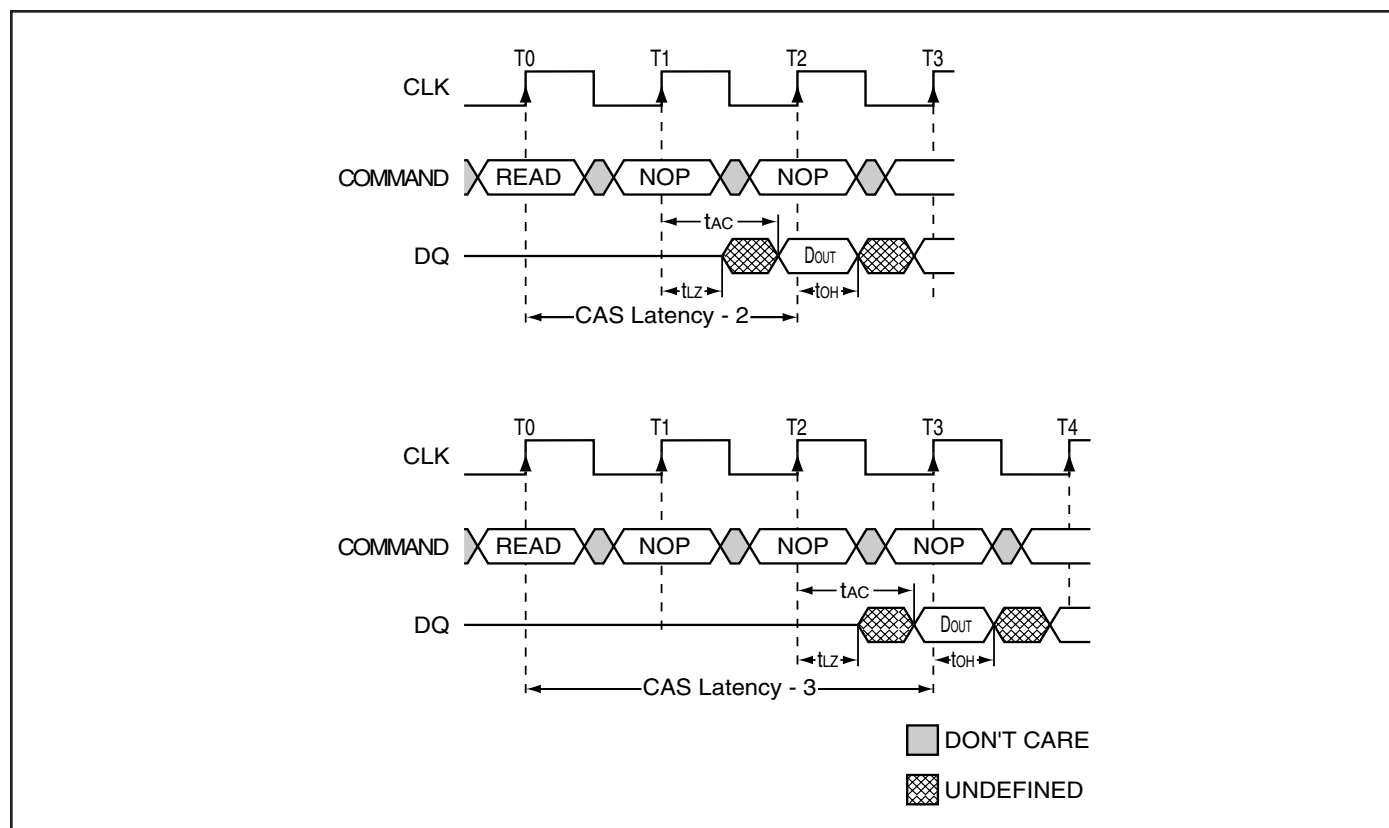 T0 T1 T2 T3
CLK
COMMAND READ NOP NOP
tAC
DQ DOUT
tLZ tOH
CAS Latency - 2
T0 T1 T2 T3 T4
CLK
COMMAND READ NOP NOP NOP
tAC
DQ DOUT
tLZ tOH
CAS Latency - 3
DON'T CARE
UNDEFINED